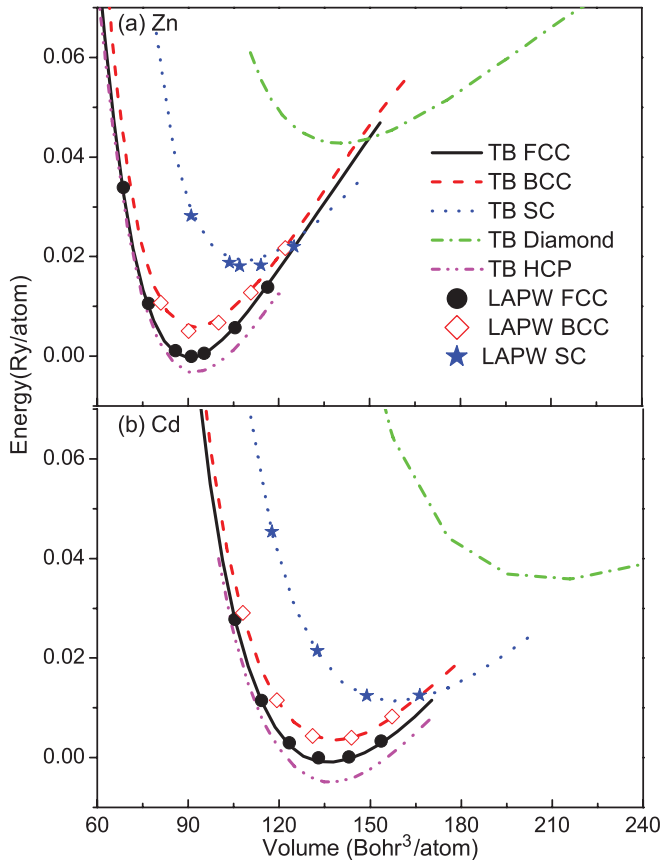 (a) Zn
0.06
0.04
0.02
0.00
TB FCC
TB BCC
TB SC
TB Diamond
TB HCP
LAPW FCC
LAPW BCC
LAPW SC
Energy(Ry/atom)
(b) Cd
0.06
0.04
0.02
0.00
60 90 120 150 180 210 240
Volume (Bohr³/atom)